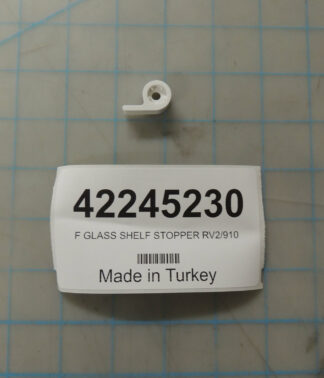 42245230
F GLASS SHELF STOPPER RV2/910
Made in Turkey